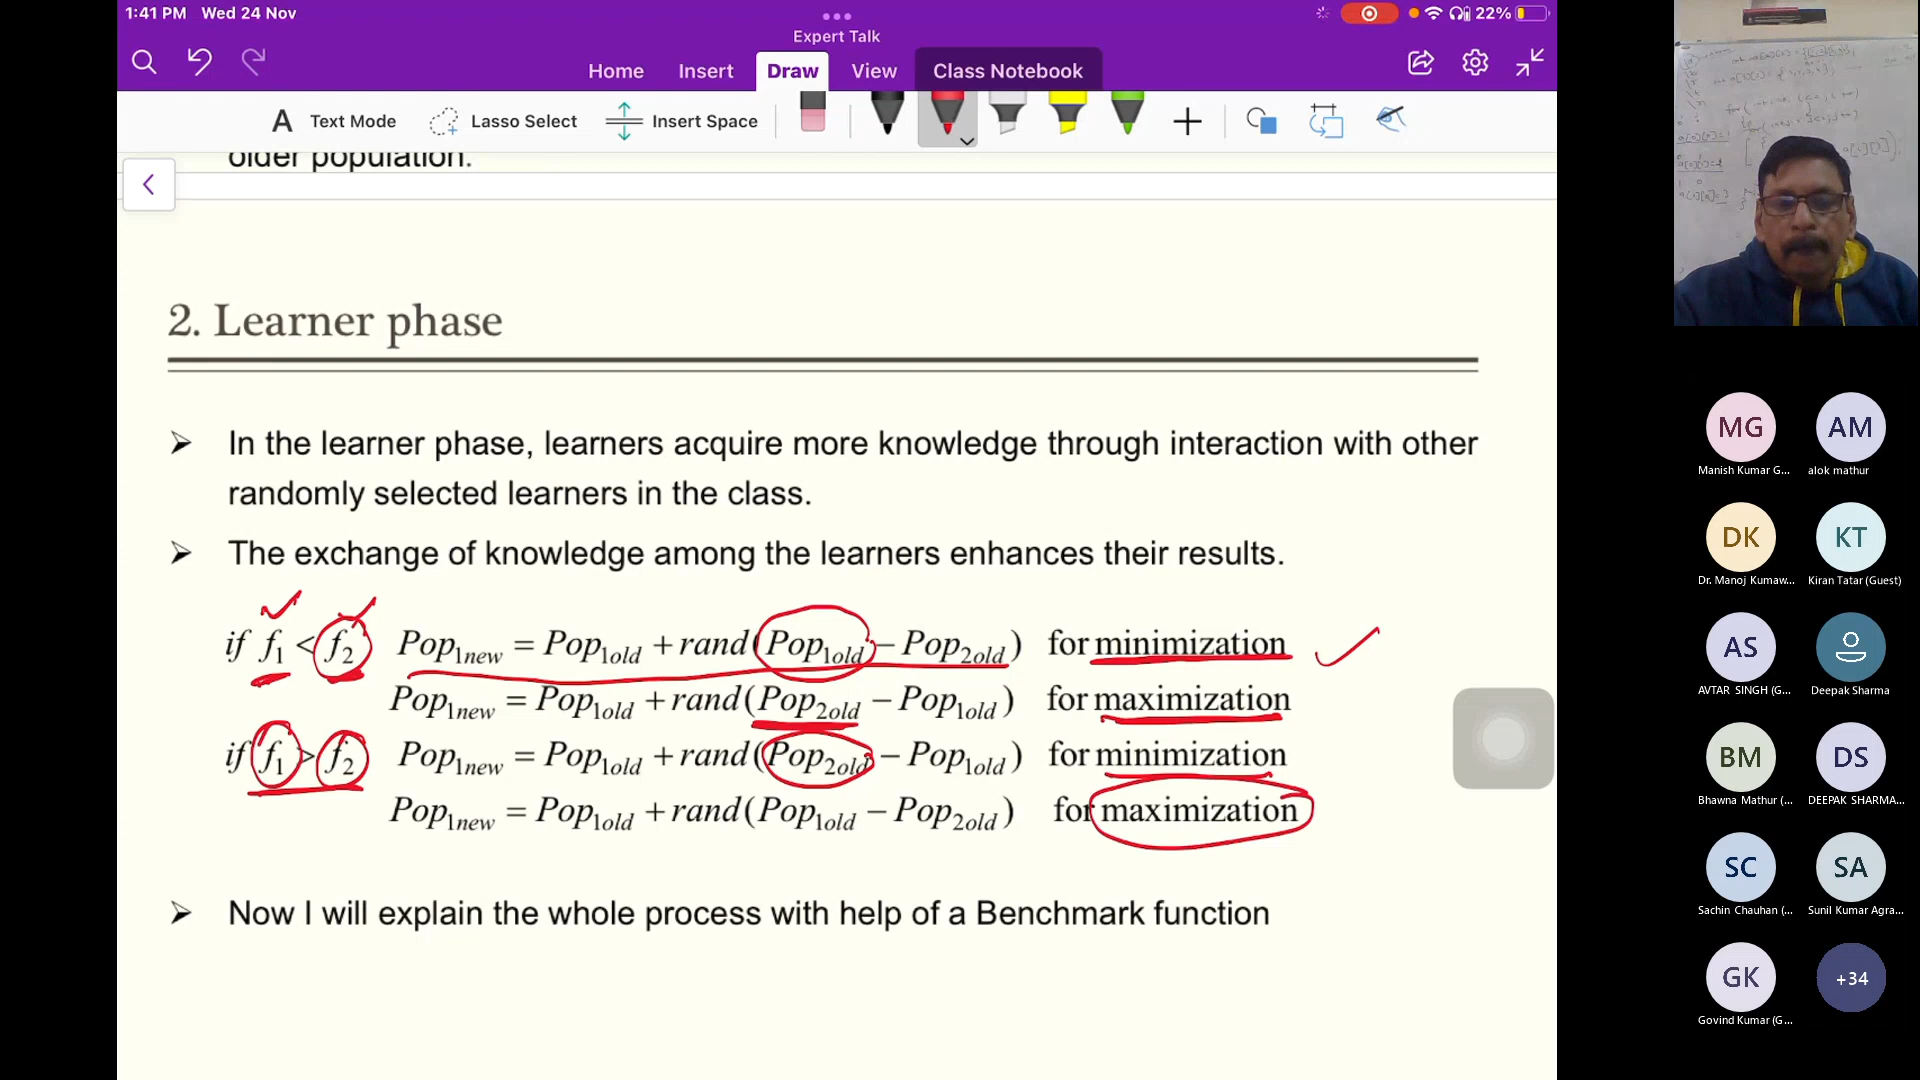 1:41 PM Wed 24 Nov
22%
Expert Talk
Home Insert Draw View Class Notebook
A Text Mode Lasso Select Insert Space
older population.
2. Learner phase
➤ In the learner phase, learners acquire more knowledge through interaction with other
randomly selected learners in the class.
➤ The exchange of knowledge among the learners enhances their results.
if f₁ < f₂ Pop₁new = Pop₁old + rand(Pop₁old − Pop₂old) for minimization
Pop₁new = Pop₁old + rand(Pop₂old − Pop₁old) for maximization
if f₁ > f₂ Pop₁new = Pop₁old + rand(Pop₂old − Pop₁old) for minimization
Pop₁new = Pop₁old + rand(Pop₁old − Pop₂old) for maximization
➤ Now I will explain the whole process with help of a Benchmark function
MG AM
Manish Kumar G... alok mathur
DK KT
Dr. Manoj Kumaw... Kiran Tatar (Guest)
AS
AVTAR SINGH (G... Deepak Sharma
BM DS
Bhawna Mathur (... DEEPAK SHARMA...
SC SA
Sachin Chauhan (... Sunil Kumar Agra...
GK +34
Govind Kumar (G...